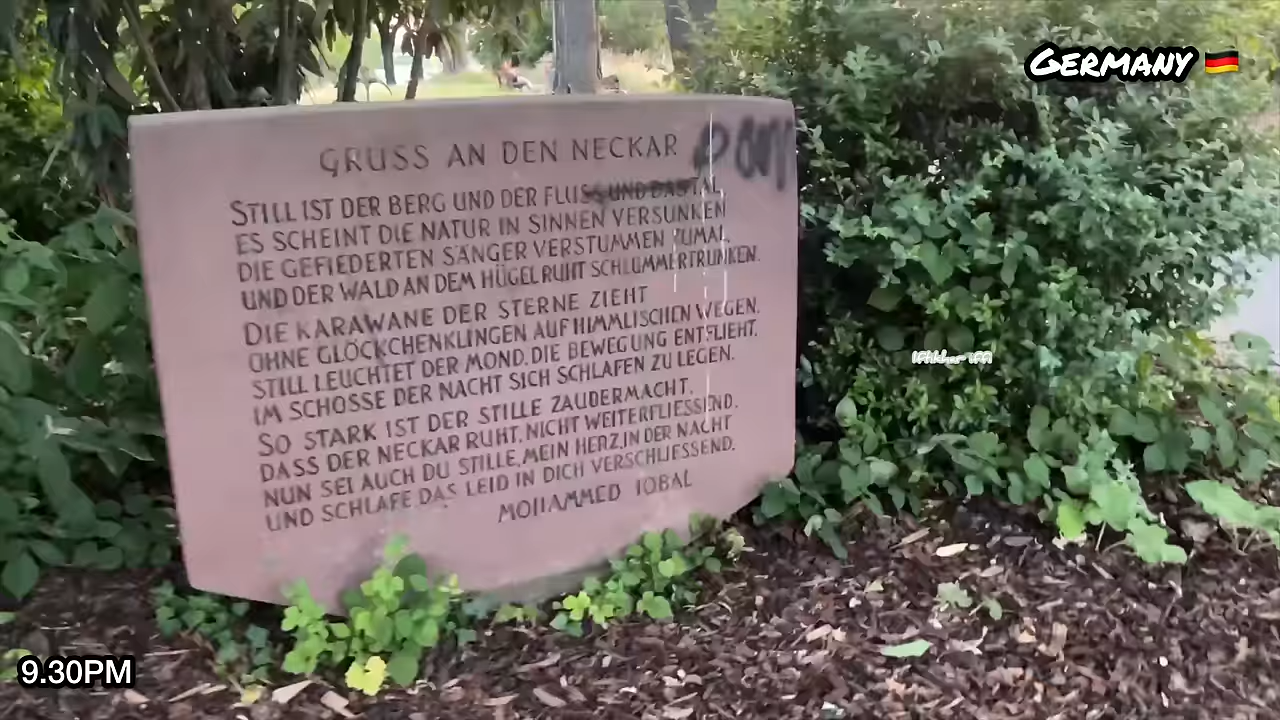 GERMANY
GRUSS AN DEN NECKAR
STILL IST DER BERG UND DER FLUSS UND DAS TAL,
ES SCHEINT DIE NATUR IN SINNEN VERSUNKEN
DIE GEFIEDERTEN SÄNGER VERSTUMMEN ZUMAL
UND DER WALD AN DEM HÜGEL RUHT SCHLUMMERTRUNKEN.
DIE KARAWANE DER STERNE ZIEHT
OHNE GLÖCKCHENKLINGEN AUF HIMMLISCHEN WEGEN.
STILL LEUCHTET DER MOND, DIE BEWEGUNG ENTFLIEHT.
IM SCHOSSE DER NACHT SICH SCHLAFEN ZU LEGEN.
SO STARK IST DER STILLE ZAUBERMACHT,
DASS DER NECKAR RUHT, NICHT WEITERFLIESSEND.
NUN SEI AUCH DU STILLE, MEIN HERZ, IN DER NACHT
UND SCHLAFE DAS LEID IN DICH VERSCHLIESSEND.
MOHAMMED IQBAL
9.30PM